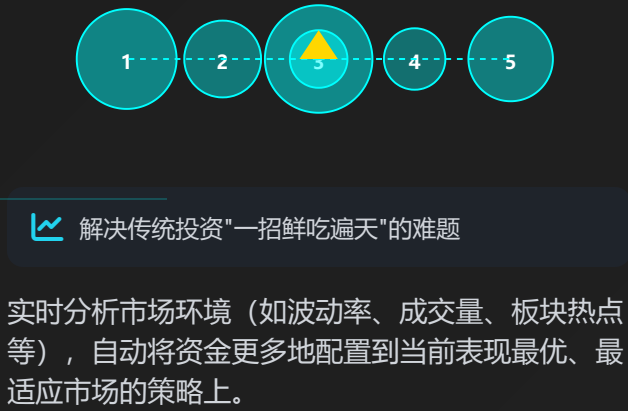 1 2 3 4 5
解决传统投资"一招鲜吃遍天"的难题
实时分析市场环境（如波动率、成交量、板块热点
等），自动将资金更多地配置到当前表现最优、最
适应市场的策略上。